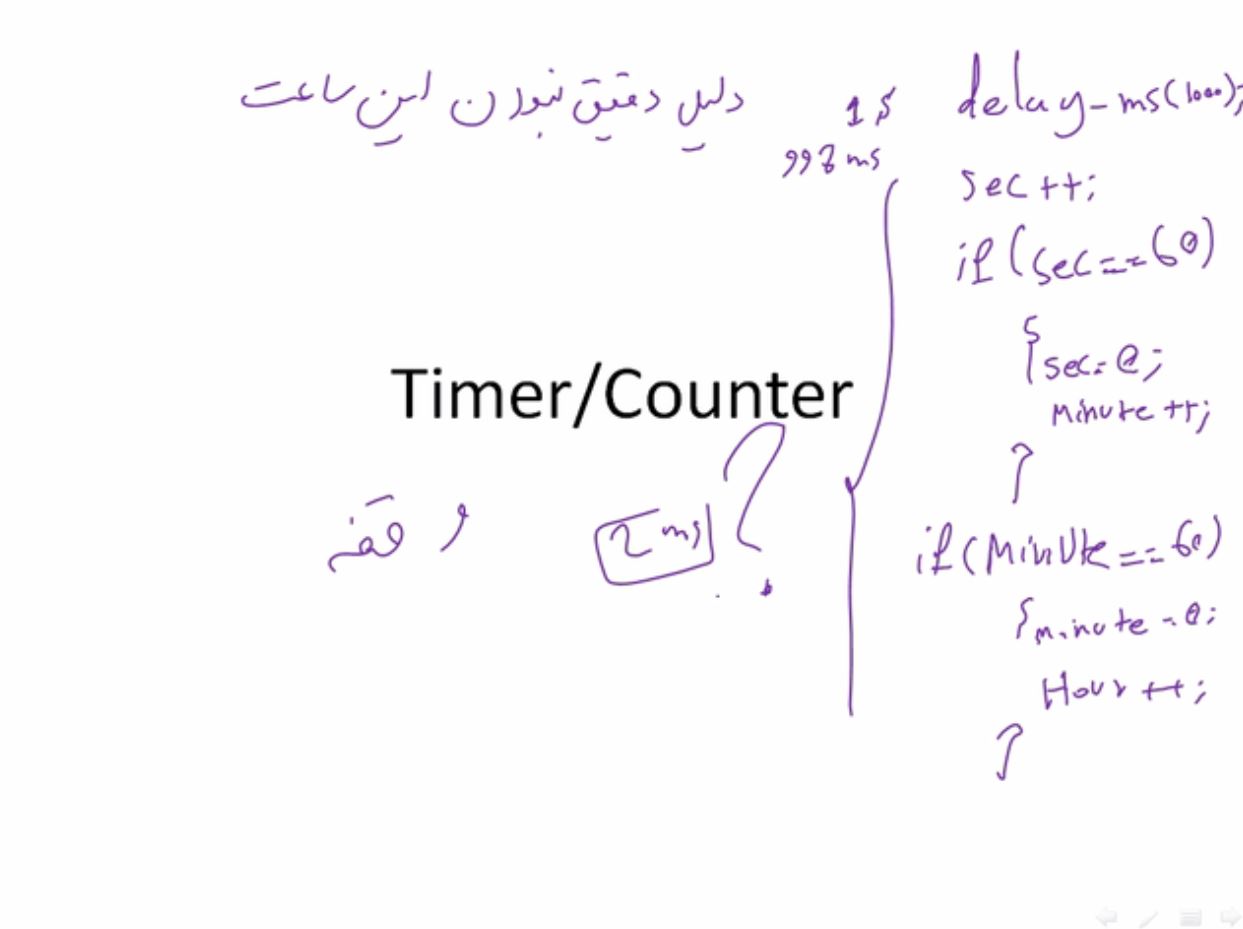 دلیل دقیق نبودن این ساعت
1s
998 ms
delay-ms(1000);
sec++;
if(sec==60)
{sec=0;
minute++;
}
if(minute==60)
{minute=0;
Hour++;
}
Timer/Counter
2ms ?
وقفه